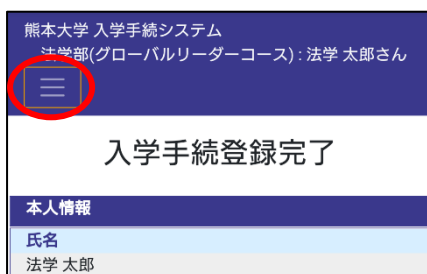 熊本大学 入学手続システム
法学部(グローバルリーダーコース) : 法学 太郎さん
入学手続登録完了
本人情報
氏名
法学 太郎